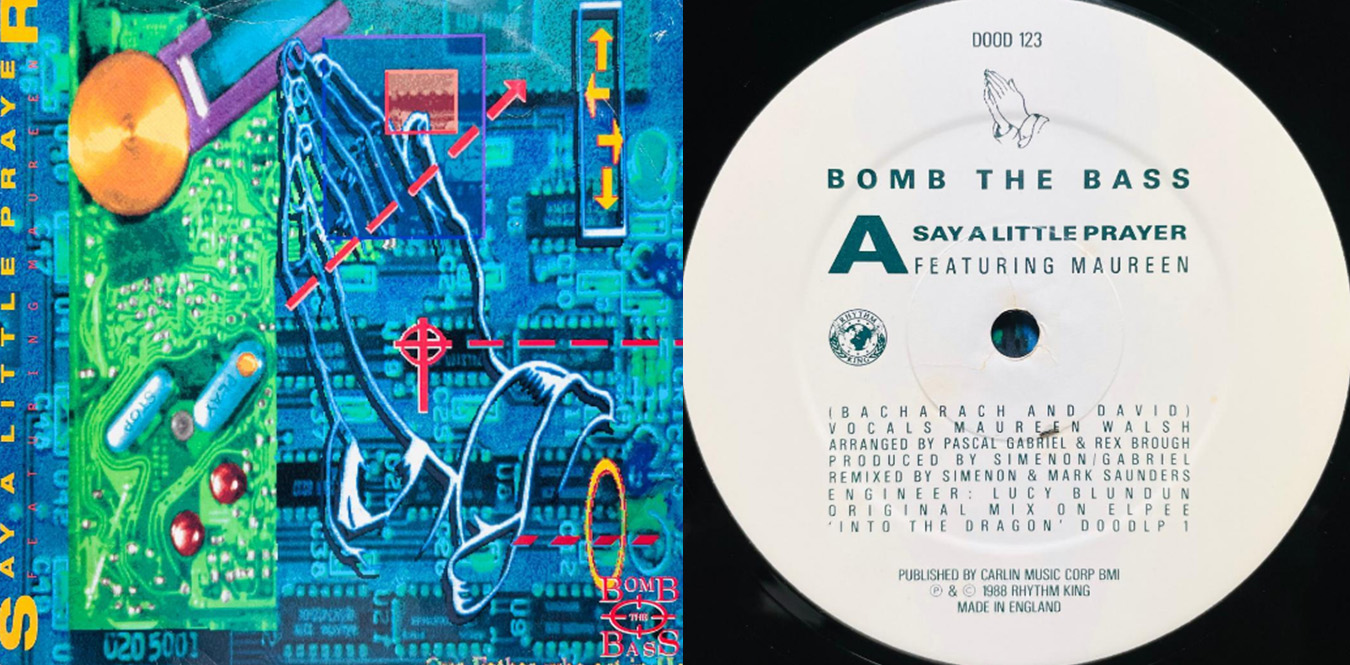 SAY A LITTLE PRAYER
FEATURING MAUREEN
STOP
PLAY
U20 5001
BOMB
THE
BASS
DOOD 123
BOMB THE BASS
A
SAY A LITTLE PRAYER
FEATURING MAUREEN
RHYTHM
KING
(BACHARACH AND DAVID)
VOCALS MAUREEN WALSH
ARRANGED BY PASCAL GABRIEL & REX BROUGH
PRODUCED BY SIMENON/GABRIEL
REMIXED BY SIMENON & MARK SAUNDERS
ENGINEER: LUCY BLUNDUN
ORIGINAL MIX ON ELPEE
'INTO THE DRAGON' DOODLP 1
PUBLISHED BY CARLIN MUSIC CORP BMI
℗ & © 1988 RHYTHM KING
MADE IN ENGLAND